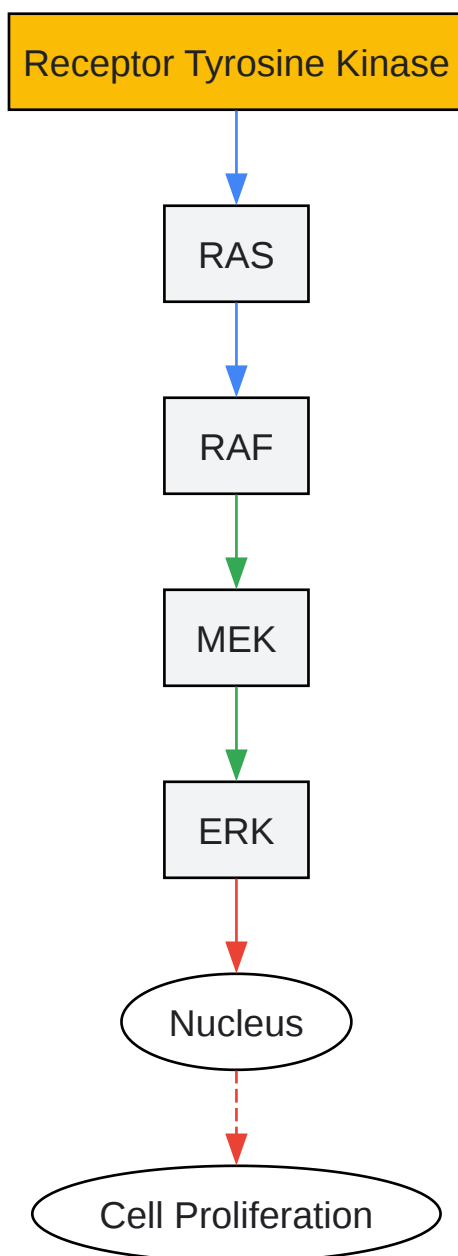 Receptor Tyrosine Kinase
RAS
RAF
MEK
ERK
Nucleus
Cell Proliferation